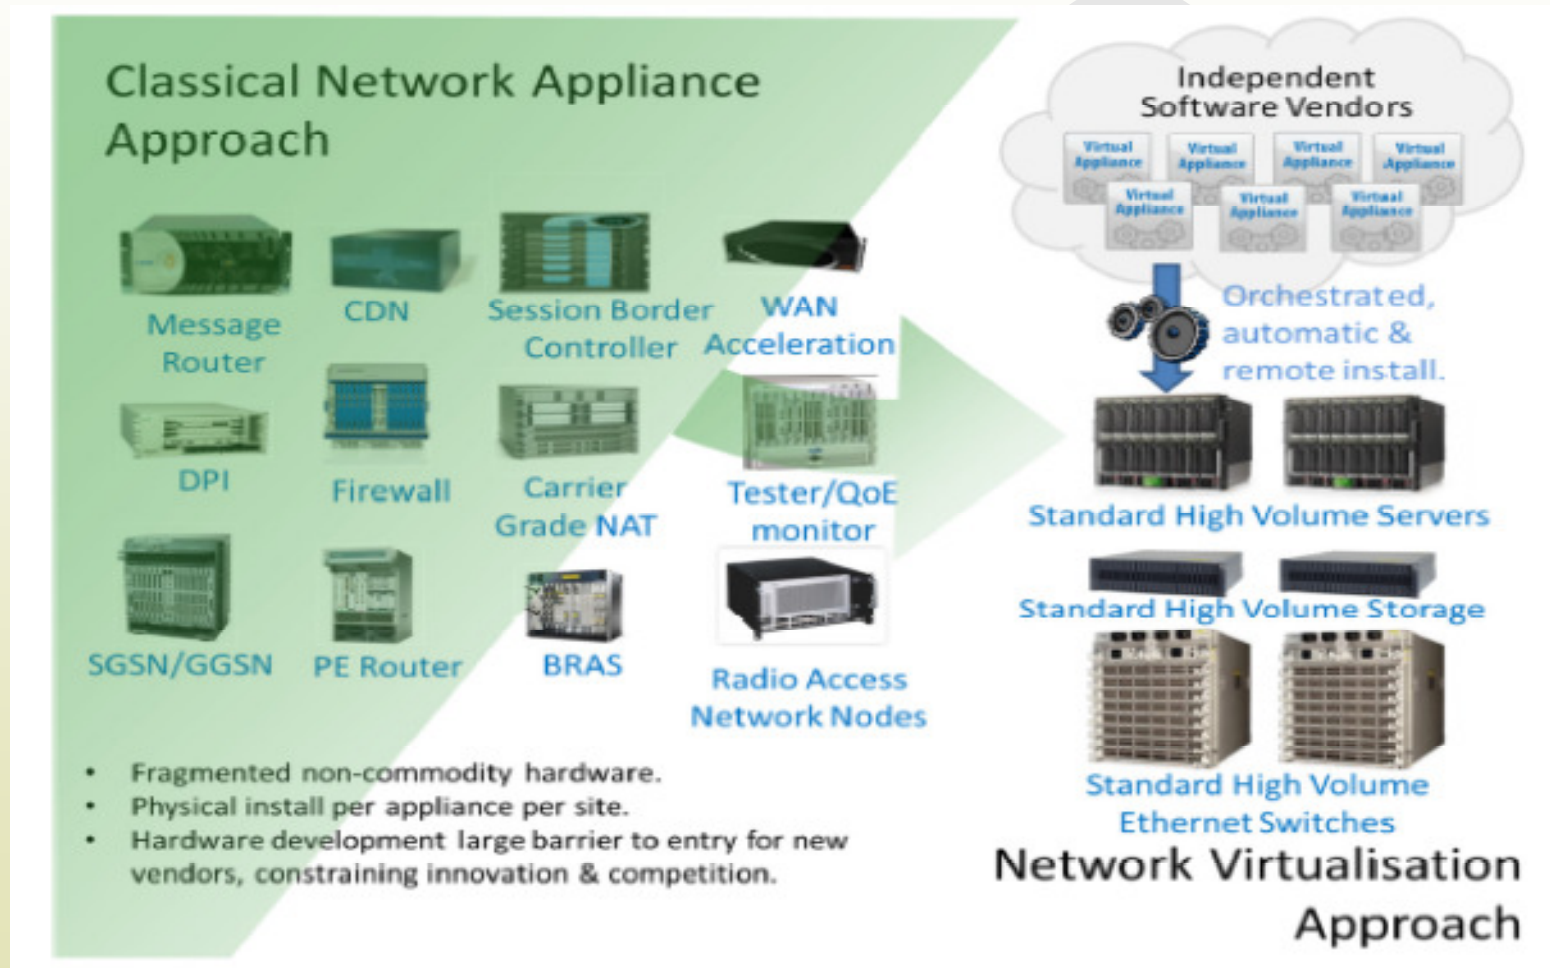 Classical Network Appliance
Approach
Message
Router
CDN
Session Border
Controller
WAN
Acceleration
DPI
Firewall
Carrier
Grade NAT
Tester/QoE
monitor
SGSN/GGSN
PE Router
BRAS
Radio Access
Network Nodes
• Fragmented non-commodity hardware.
• Physical install per appliance per site.
• Hardware development large barrier to entry for new
vendors, constraining innovation & competition.
Independent
Software Vendors
Virtual
Appliance
Virtual
Appliance
Virtual
Appliance
Virtual
Appliance
Virtual
Appliance
Virtual
Appliance
Virtual
Appliance
Orchestrated,
automatic &
remote install.
Standard High Volume Servers
Standard High Volume Storage
Standard High Volume
Ethernet Switches
Network Virtualisation
Approach